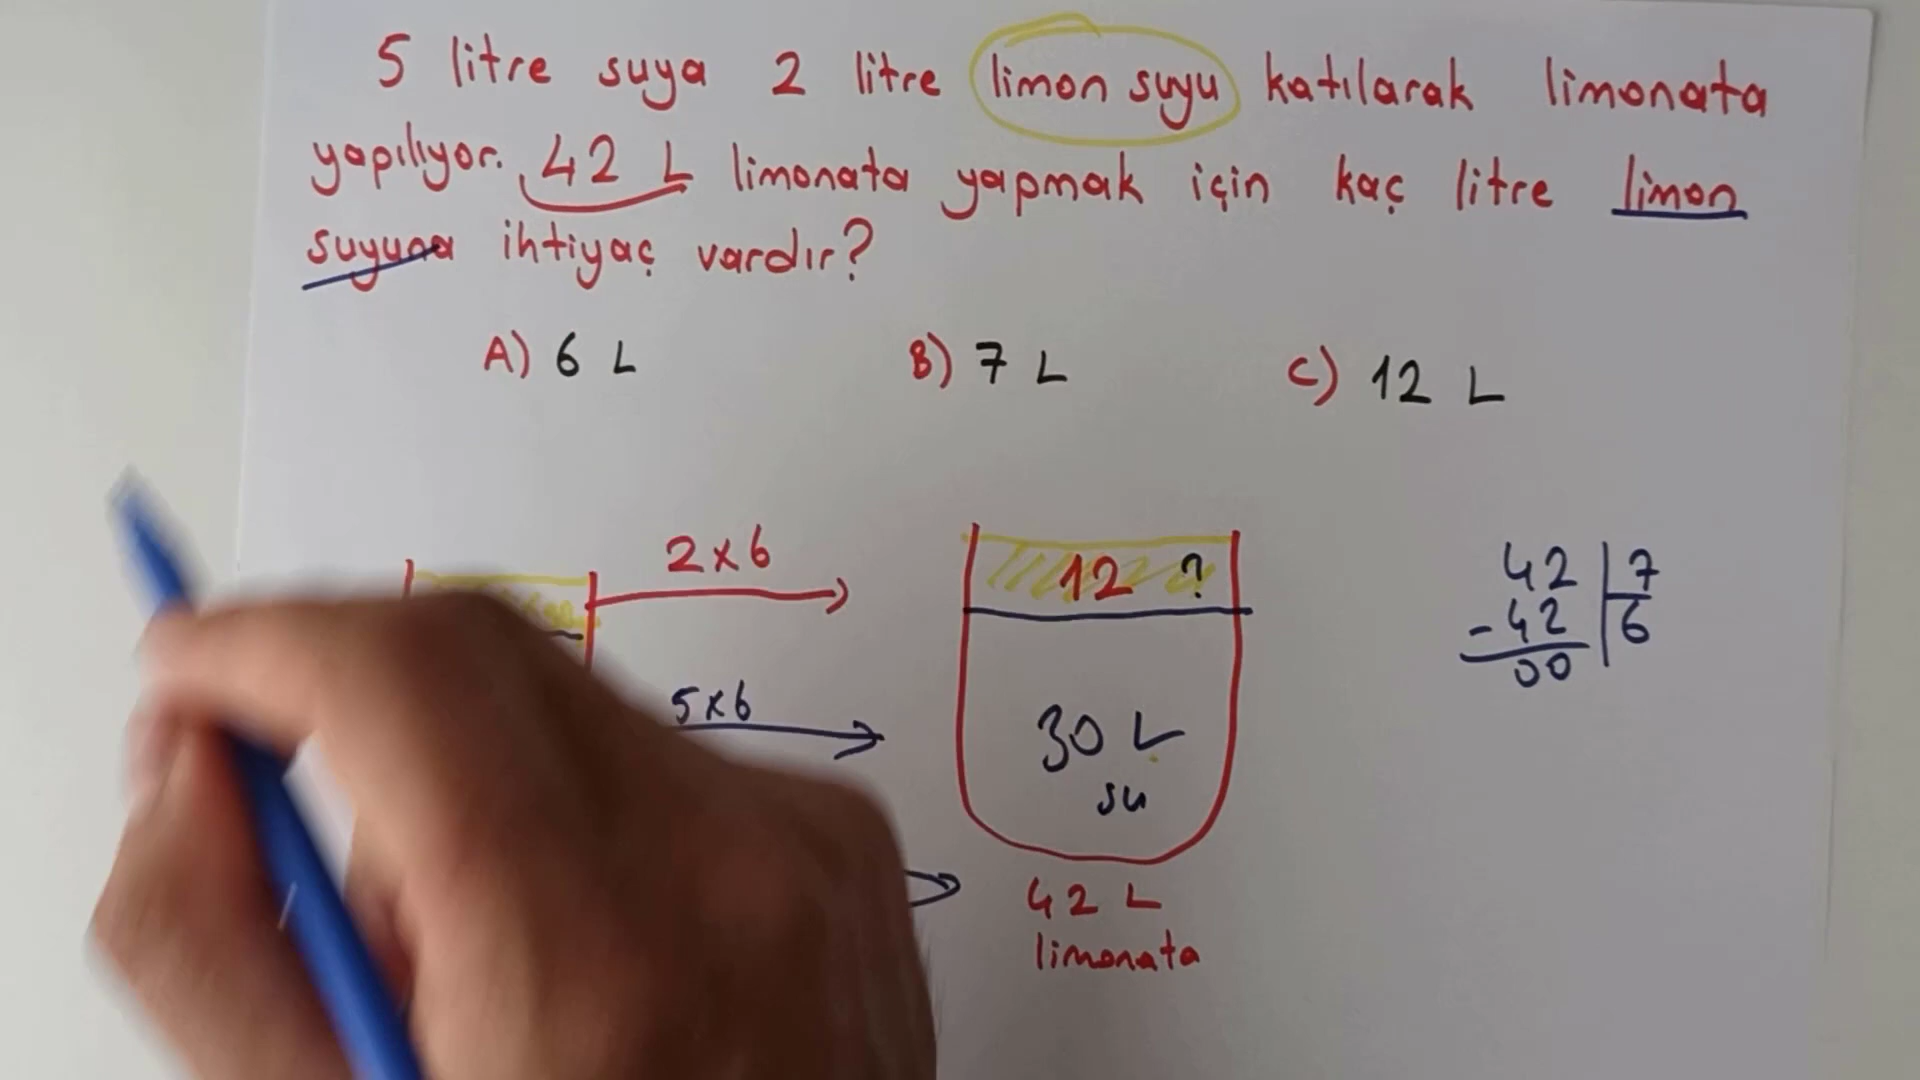 5 litre suya 2 litre limon suyu katılarak limonata
yapılıyor. 42 L limonata yapmak için kaç litre limon
suyuna ihtiyaç vardır?
A) 6 L B) 7 L C) 12 L
2x6
12 ?
5x6
30 L
su
42 L
limonata
42 7
-42 6
00